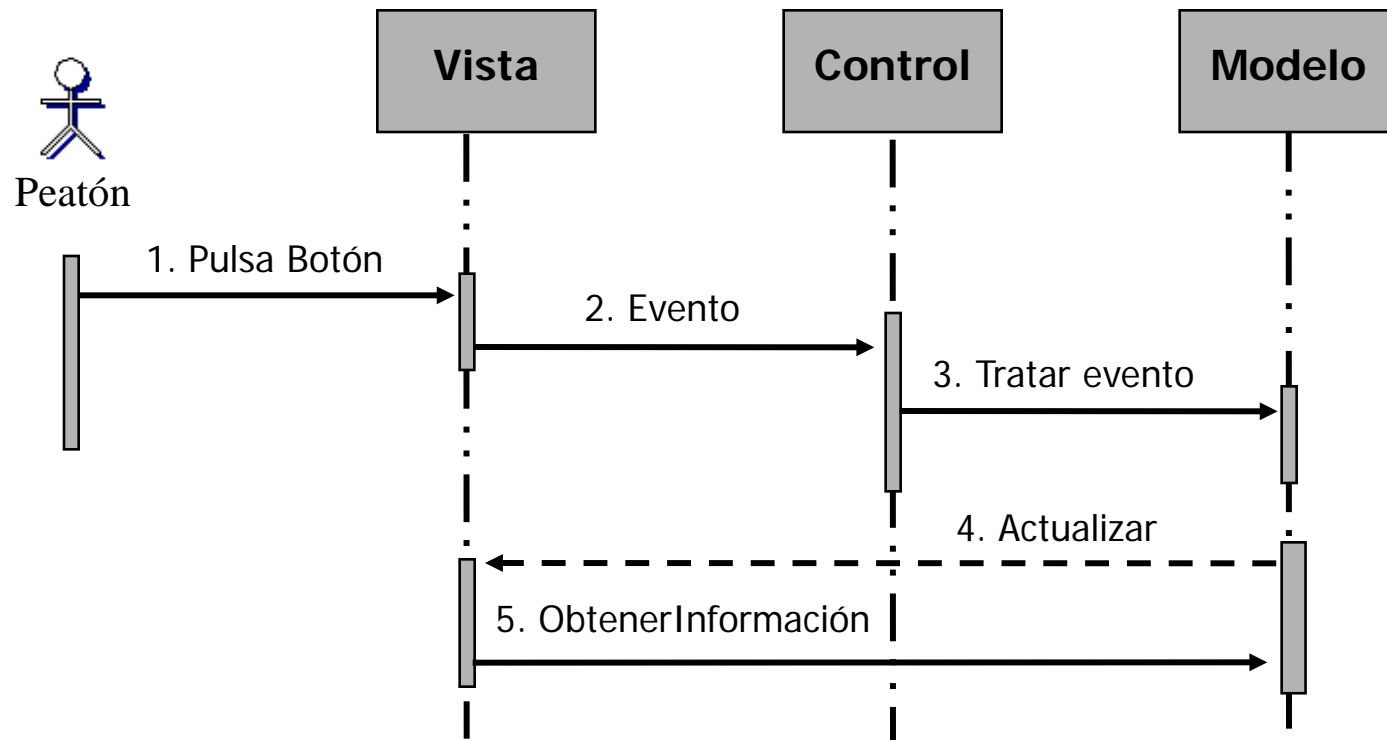 Vista
Control
Modelo
Peatón
1. Pulsa Botón
2. Evento
3. Tratar evento
4. Actualizar
5. ObtenerInformación